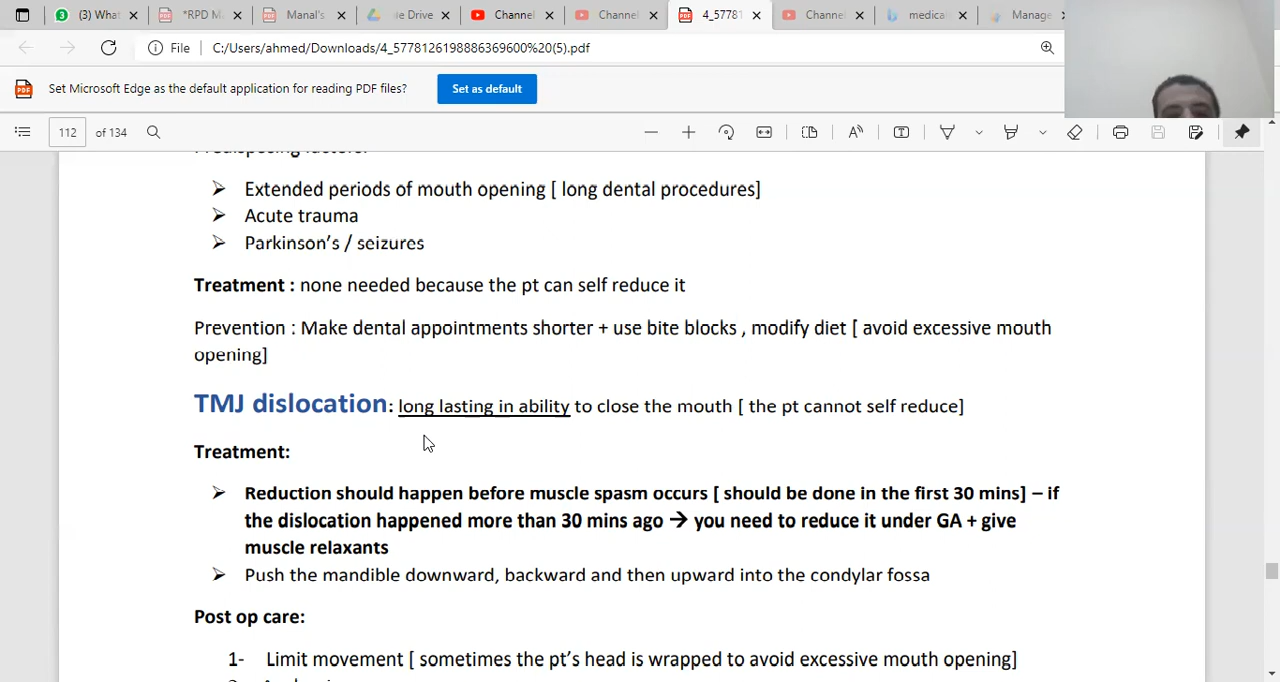 (3) What
*RPD M
Manal's
Drive
Channel
Channel
4_57781
Channel
medica
Manage
File
C:/Users/ahmed/Downloads/4_5778126198886369600%20(5).pdf
Set Microsoft Edge as the default application for reading PDF files?
Set as default
112 of 134
Predisposing factors:
➢ Extended periods of mouth opening [ long dental procedures]
➢ Acute trauma
➢ Parkinson's / seizures
Treatment : none needed because the pt can self reduce it
Prevention : Make dental appointments shorter + use bite blocks , modify diet [ avoid excessive mouth
opening]
TMJ dislocation: long lasting in ability to close the mouth [ the pt cannot self reduce]
Treatment:
➢ Reduction should happen before muscle spasm occurs [ should be done in the first 30 mins] – if
the dislocation happened more than 30 mins ago → you need to reduce it under GA + give
muscle relaxants
➢ Push the mandible downward, backward and then upward into the condylar fossa
Post op care:
1- Limit movement [ sometimes the pt's head is wrapped to avoid excessive mouth opening]